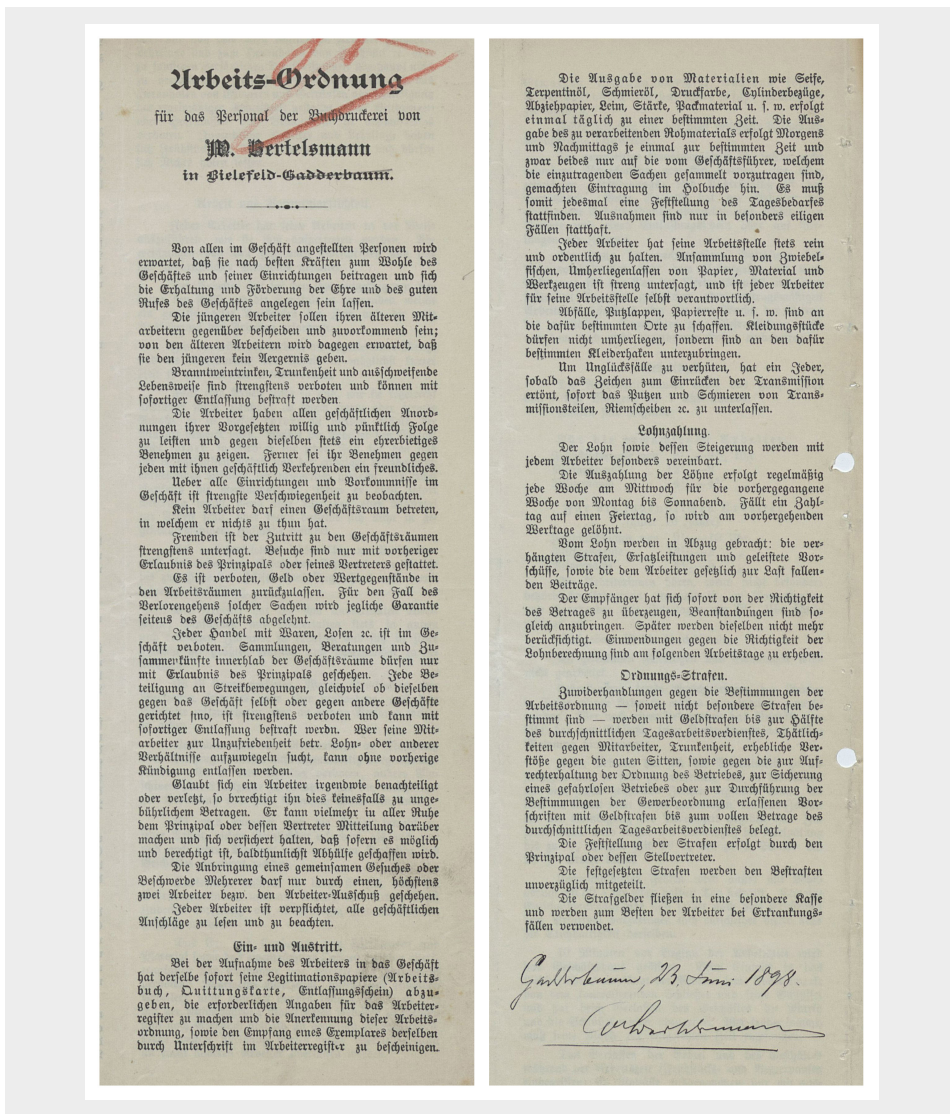 Arbeits-Ordnung
für das Personal der Buchdruckerei von
W. Bertelsmann
in Bielefeld-Gadderbaum.
Von allen im Geschäft angestellten Personen wird
erwartet, daß sie nach besten Kräften zum Wohle des
Geschäftes und seiner Einrichtungen beitragen und sich
die Erhaltung und Förderung der Ehre und des guten
Rufes des Geschäftes angelegen sein lassen.
Die jüngeren Arbeiter sollen ihren älteren Mit-
arbeitern gegenüber bescheiden und zuvorkommend sein;
von den älteren Arbeitern wird dagegen erwartet, daß
sie den jüngeren kein Aergernis geben.
Branntweintrinken, Trunkenheit und ausschweifende
Lebensweise sind strengstens verboten und können mit
sofortiger Entlassung bestraft werden
Die Arbeiter haben allen geschäftlichen Anord-
nungen ihrer Vorgesetzten willig und pünktlich Folge
zu leisten und gegen dieselben stets ein ehrerbietiges
Benehmen zu zeigen. Ferner sei ihr Benehmen gegen
jeden mit ihnen geschäftlich Verkehrenden ein freundliches.
Ueber alle Einrichtungen und Vorkommnisse im
Geschäft ist strengste Verschwiegenheit zu beobachten.
Kein Arbeiter darf einen Geschäftsraum betreten,
in welchem er nichts zu thun hat.
Fremden ist der Zutritt zu den Geschäftsräumen
strengstens untersagt. Besuche sind nur mit vorheriger
Erlaubnis des Prinzipals oder seines Vertreters gestattet.
Es ist verboten, Geld oder Wertgegenstände in
den Arbeitsräumen zurückzulassen. Für den Fall des
Verlorengehens solcher Sachen wird jegliche Garantie
seitens des Geschäfts abgelehnt.
Jeder Handel mit Waren, Losen ꝛc. ist im Ge-
schäft verboten. Sammlungen, Beratungen und Zu-
sammenkünfte innerhlab der Geschäftsräume dürfen nur
mit Erlaubnis des Prinzipals geschehen. Jede Be-
teiligung an Streikbewegungen, gleichviel ob dieselben
gegen das Geschäft selbst oder gegen andere Geschäfte
gerichtet sind, ist strengstens verboten und kann mit
sofortiger Entlassung bestraft werdn. Wer seine Mit-
arbeiter zur Unzufriedenheit betr. Lohn- oder anderer
Verhältnisse aufzuwiegeln sucht, kann ohne vorherige
Kündigung entlassen werden.
Glaubt sich ein Arbeiter irgendwie benachteiligt
oder verletzt, so brrechtigt ihn dies keinesfalls zu unge-
bührlichem Betragen. Er kann vielmehr in aller Ruhe
dem Prinzipal oder dessen Vertreter Mitteilung darüber
machen und sich versichert halten, daß sofern es möglich
und berechtigt ist, baldthunlichst Abhülfe geschaffen wird.
Die Anbringung eines gemeinsamen Gesuches oder
Beschwerde Mehrerer darf nur durch einen, höchstens
zwei Arbeiter bezw. den Arbeiter-Ausschuß geschehen.
Jeder Arbeiter ist verpflichtet, alle geschäftlichen
Anschläge zu lesen und zu beachten.
Ein- und Austritt.
Bei der Aufnahme des Arbeiters in das Geschäft
hat derselbe sofort seine Legitimationspapiere (Arbeits-
buch, Quittungskarte, Entlassungsschein) abzu-
geben, die erforderlichen Angaben für das Arbeiter-
register zu machen und die Anerkennung dieser Arbeits-
ordnung, sowie den Empfang eines Exemplares derselben
durch Unterschrift im Arbeiterregister zu bescheinigen.
Die Ausgabe von Materialien wie Seife,
Terpentinöl, Schmieröl, Druckfarbe, Cylinderbezüge,
Abziehpapier, Leim, Stärke, Packmaterial u. s. w. erfolgt
einmal täglich zu einer bestimmten Zeit. Die Aus-
gabe des zu verarbeitenden Rohmaterials erfolgt Morgens
und Nachmittags je einmal zur bestimmten Zeit und
zwar beides nur auf die vom Geschäftsführer, welchem
die einzutragenden Sachen gesammelt vorzutragen sind,
gemachten Eintragung im Holbuche hin. Es muß
somit jedesmal eine Feststellung des Tagesbedarfes
stattfinden. Ausnahmen sind nur in besonders eiligen
Fällen statthaft.
Jeder Arbeiter hat seine Arbeitsstelle stets rein
und ordentlich zu halten. Ansammlung von Zwiebel-
fischen, Umherliegenlassen von Papier, Material und
Werkzeugen ist streng untersagt, und ist jeder Arbeiter
für seine Arbeitsstelle selbst verantwortlich.
Abfälle, Putzlappen, Papierreste u. s. w. sind an
die dafür bestimmten Orte zu schaffen. Kleidungsstücke
dürfen nicht umherliegen, sondern sind an den dafür
bestimmten Kleiderhaken unterzubringen.
Um Unglücksfälle zu verhüten, hat ein Jeder,
sobald das Zeichen zum Einrücken der Transmission
ertönt, sofort das Putzen und Schmieren von Trans-
missionsteilen, Riemscheiben ꝛc. zu unterlassen.
Lohnzahlung.
Der Lohn sowie dessen Steigerung werden mit
jedem Arbeiter besonders vereinbart.
Die Auszahlung der Löhne erfolgt regelmäßig
jede Woche am Mittwoch für die vorhergegangene
Woche von Montag bis Sonnabend. Fällt ein Zahl-
tag auf einen Feiertag, so wird am vorhergehenden
Werktage gelöhnt.
Vom Lohn werden in Abzug gebracht: die ver-
hängten Strafen, Ersatzleistungen und geleistete Vor-
schüsse, sowie die dem Arbeiter gesetzlich zur Last fallen-
den Beiträge.
Der Empfänger hat sich sofort von der Richtigkeit
des Betrages zu überzeugen, Beanstandungen sind so-
gleich anzubringen. Später werden dieselben nicht mehr
berücksichtigt. Einwendungen gegen die Richtigkeit der
Lohnberechnung sind am folgenden Arbeitstage zu erheben.
Ordnungs-Strafen.
Zuwiderhandlungen gegen die Bestimmungen der
Arbeitsordnung — soweit nicht besondere Strafen be-
stimmt sind — werden mit Geldstrafen bis zur Hälfte
des durchschnittlichen Tagesarbeitsverdienstes, Thätlich-
keiten gegen Mitarbeiter, Trunkenheit, erhebliche Ver-
stöße gegen die guten Sitten, sowie gegen die zur Auf-
rechterhaltung der Ordnung des Betriebes, zur Sicherung
eines gefahrlosen Betriebes oder zur Durchführung der
Bestimmungen der Gewerbeordnung erlassenen Vor-
schriften mit Geldstrafen bis zum vollen Betrage des
durchschnittlichen Tagesarbeitsverdienstes belegt.
Die Feststellung der Strafen erfolgt durch den
Prinzipal oder dessen Stellvertreter.
Die festgesetzten Strafen werden den Bestraften
unverzüglich mitgeteilt.
Die Strafgelder fließen in eine besondere Kasse
und werden zum Besten der Arbeiter bei Erkrankungs-
fällen verwendet.
Gadderbaum, 23. Juni 1898.
Bertelsmann